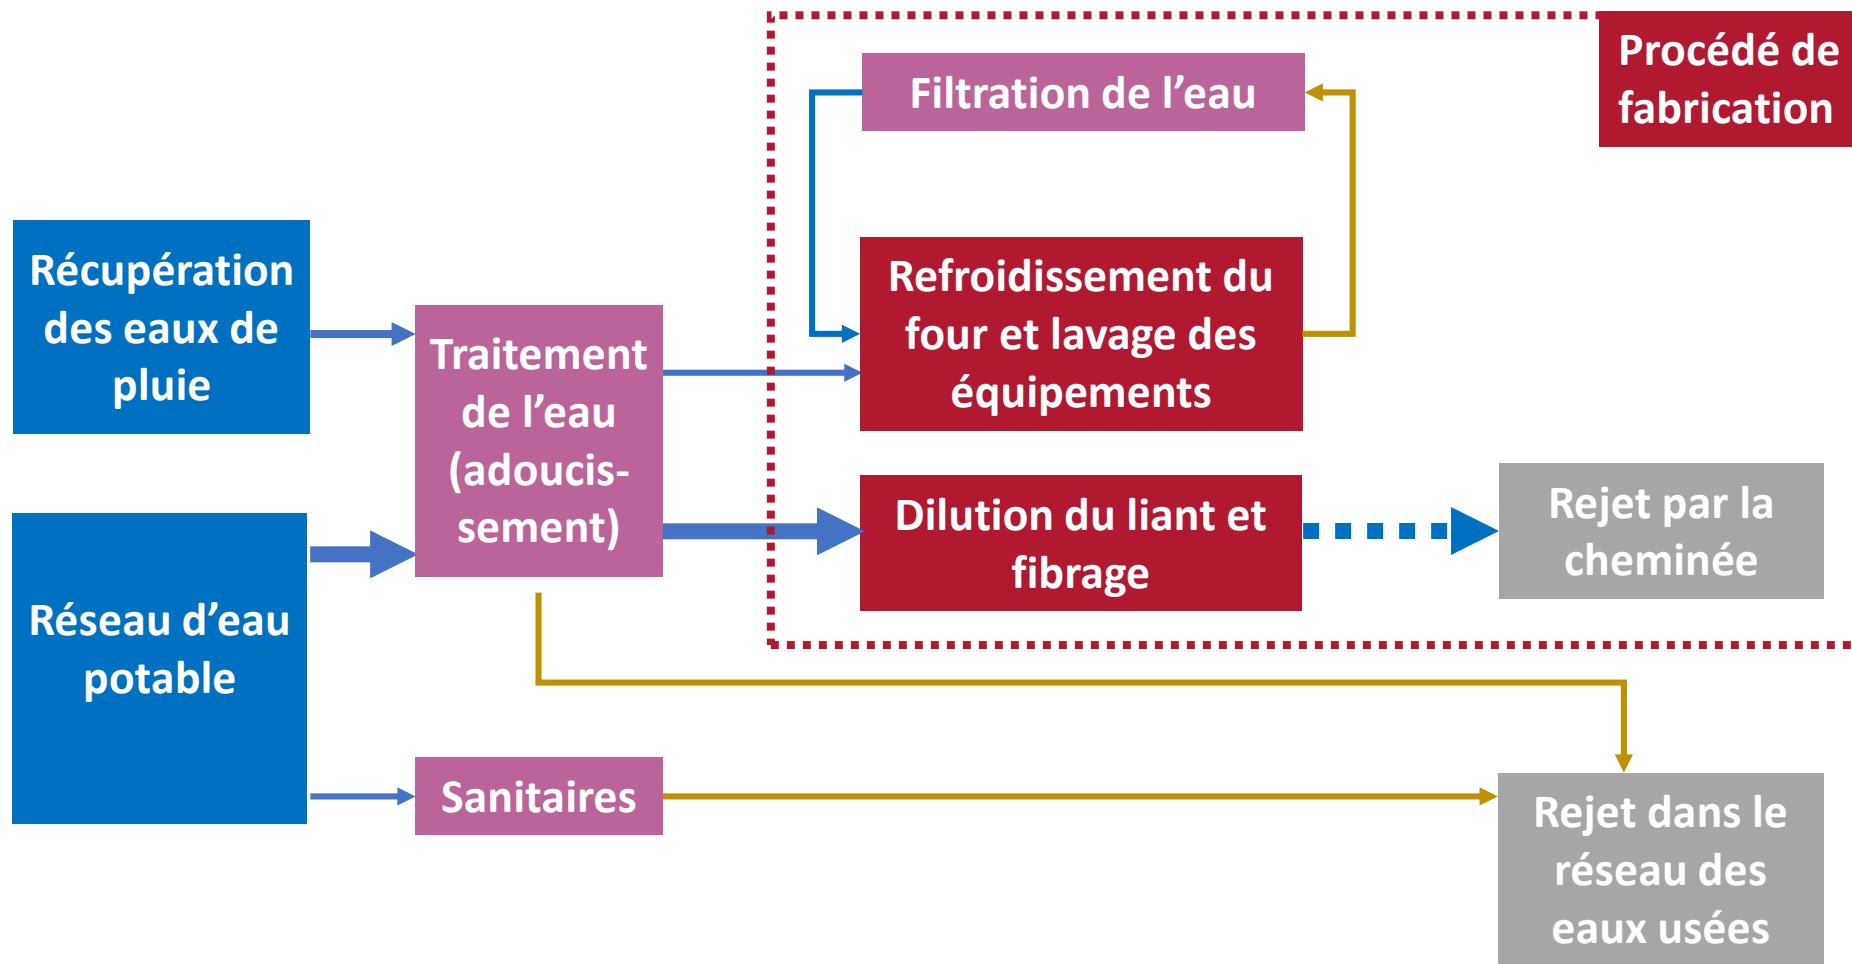 Procédé de
fabrication
Filtration de l’eau
Récupération
des eaux de
pluie
Refroidissement du
four et lavage des
équipements
Traitement
de l’eau
(adoucis-
sement)
Dilution du liant et
fibrage
Rejet par la
cheminée
Réseau d’eau
potable
Sanitaires
Rejet dans le
réseau des
eaux usées